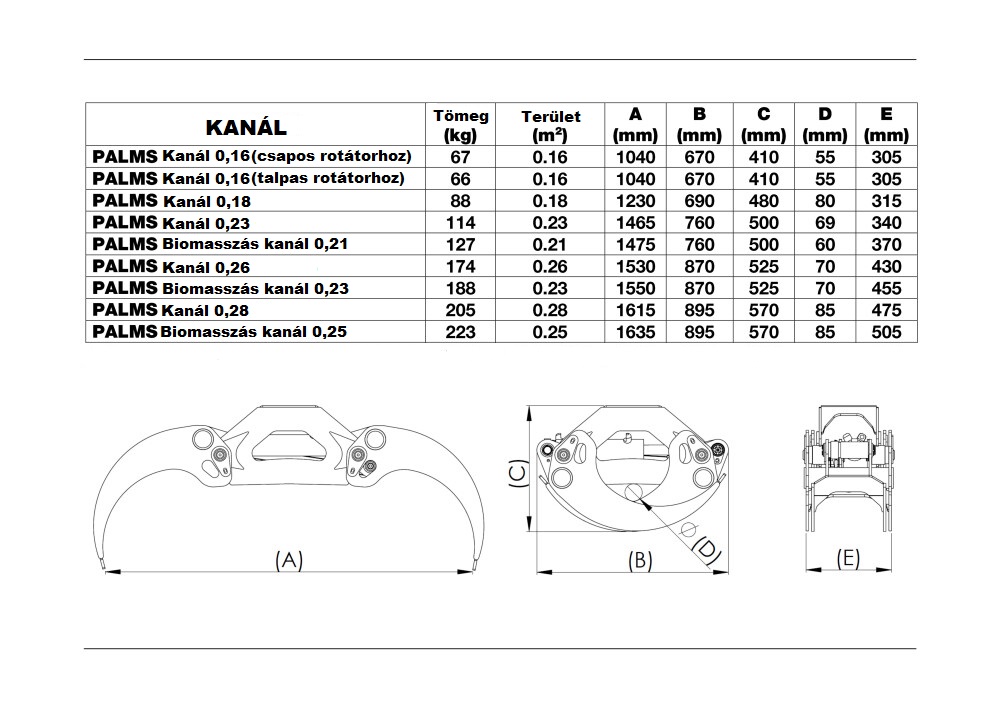 KANÁL Tömeg (kg) Terület (m²) A (mm) B (mm) C (mm) D (mm) E (mm)
PALMS Kanál 0,16(csapos rotátorhoz) 67 0.16 1040 670 410 55 305
PALMS Kanál 0,16(talpas rotátorhoz) 66 0.16 1040 670 410 55 305
PALMS Kanál 0,18 88 0.18 1230 690 480 80 315
PALMS Kanál 0,23 114 0.23 1465 760 500 69 340
PALMS Biomasszás kanál 0,21 127 0.21 1475 760 500 60 370
PALMS Kanál 0,26 174 0.26 1530 870 525 70 430
PALMS Biomasszás kanál 0,23 188 0.23 1550 870 525 70 455
PALMS Kanál 0,28 205 0.28 1615 895 570 85 475
PALMS Biomasszás kanál 0,25 223 0.25 1635 895 570 85 505
(C)
(A) (B) ∅ (D) (E)